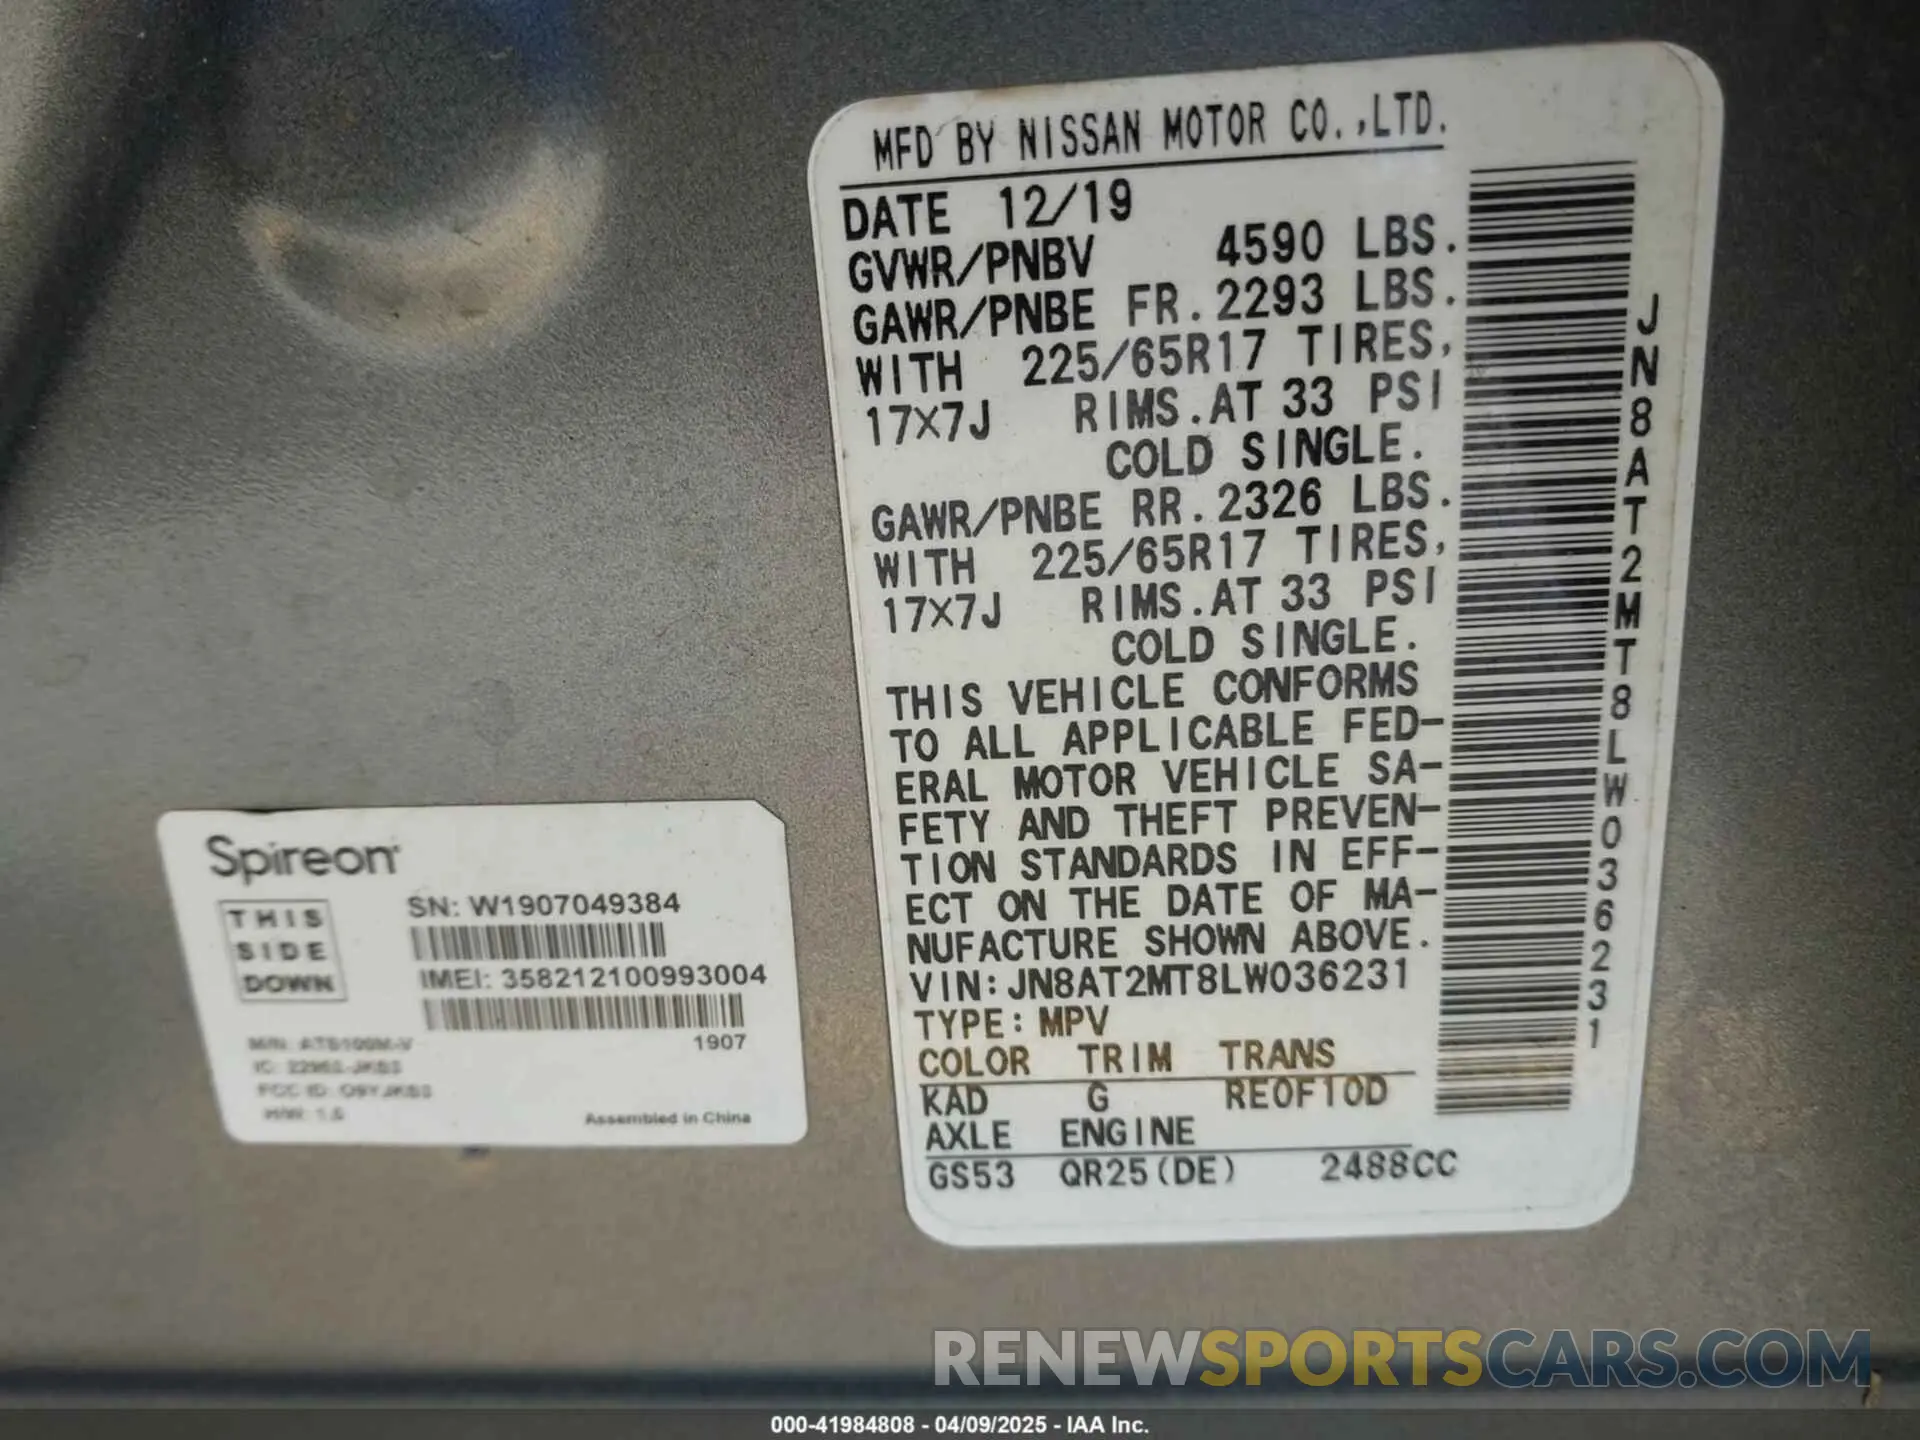 MFD BY NISSAN MOTOR CO.,LTD.
DATE 12/19
GVWR/PNBV 4590 LBS.
GAWR/PNBE FR. 2293 LBS.
WITH 225/65R17 TIRES,
17X7J RIMS. AT 33 PSI
COLD SINGLE.
GAWR/PNBE RR. 2326 LBS.
WITH 225/65R17 TIRES,
17X7J RIMS. AT 33 PSI
COLD SINGLE.
THIS VEHICLE CONFORMS
TO ALL APPLICABLE FED-
ERAL MOTOR VEHICLE SA-
FETY AND THEFT PREVEN-
TION STANDARDS IN EFF-
ECT ON THE DATE OF MA-
NUFACTURE SHOWN ABOVE.
VIN: JN8AT2MT8LW036231
TYPE: MPV
COLOR TRIM TRANS
KAD G RE0F10D
AXLE ENGINE
GS53 QR25(DE) 2488CC
JN8AT2MT8LW036231
Spireon
THIS
SIDE
DOWN
SN: W1907049384
IMEI: 358212100993004
1907
M/N:
IC:
FCC ID:
H/W:
Assembled in China
RENEWSPORTSCARS.COM
000-41984808 - 04/09/2025 - IAA Inc.